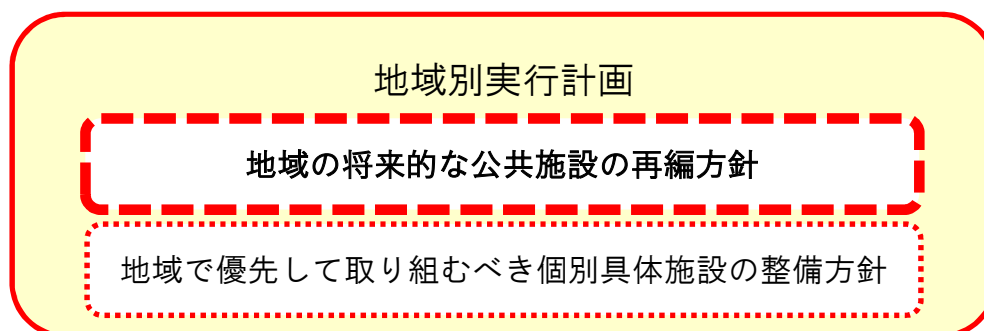 地域別実行計画
地域の将来的な公共施設の再編方針
地域で優先して取り組むべき個別具体施設の整備方針